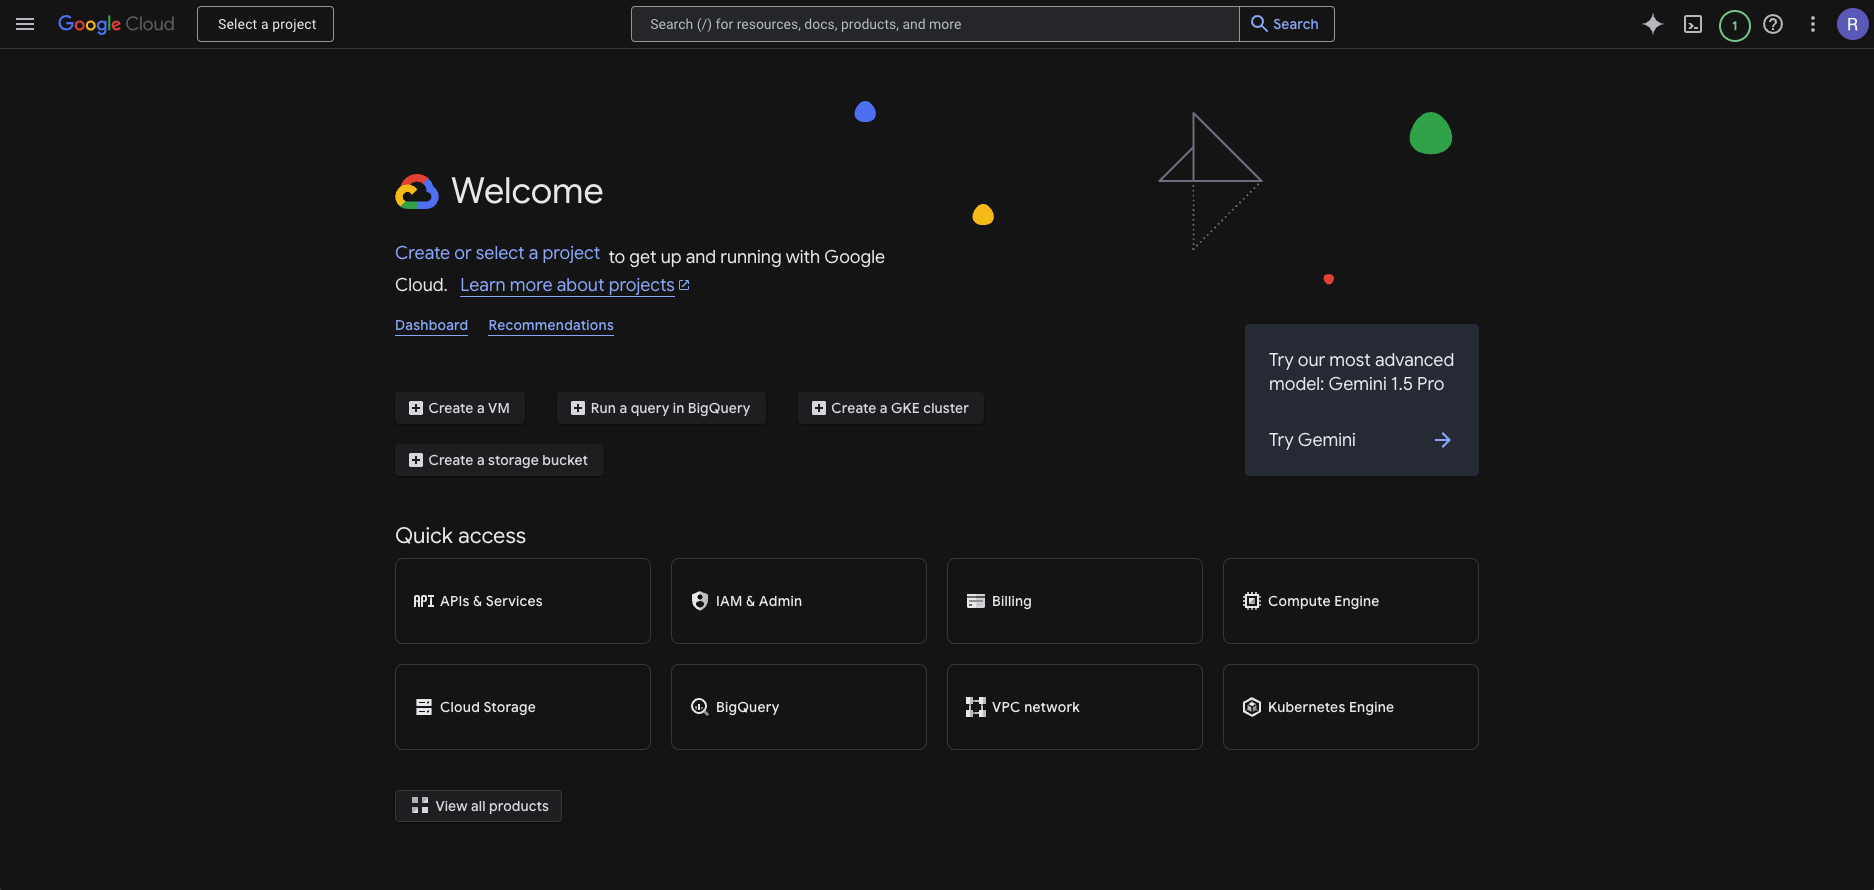 Google Cloud
Select a project
Search (/) for resources, docs, products, and more
Search
1
R
Welcome
Create or select a project to get up and running with Google
Cloud. Learn more about projects
Dashboard Recommendations
Create a VM
Run a query in BigQuery
Create a GKE cluster
Create a storage bucket
Try our most advanced
model: Gemini 1.5 Pro
Try Gemini
Quick access
API APIs & Services
IAM & Admin
Billing
Compute Engine
Cloud Storage
BigQuery
VPC network
Kubernetes Engine
View all products